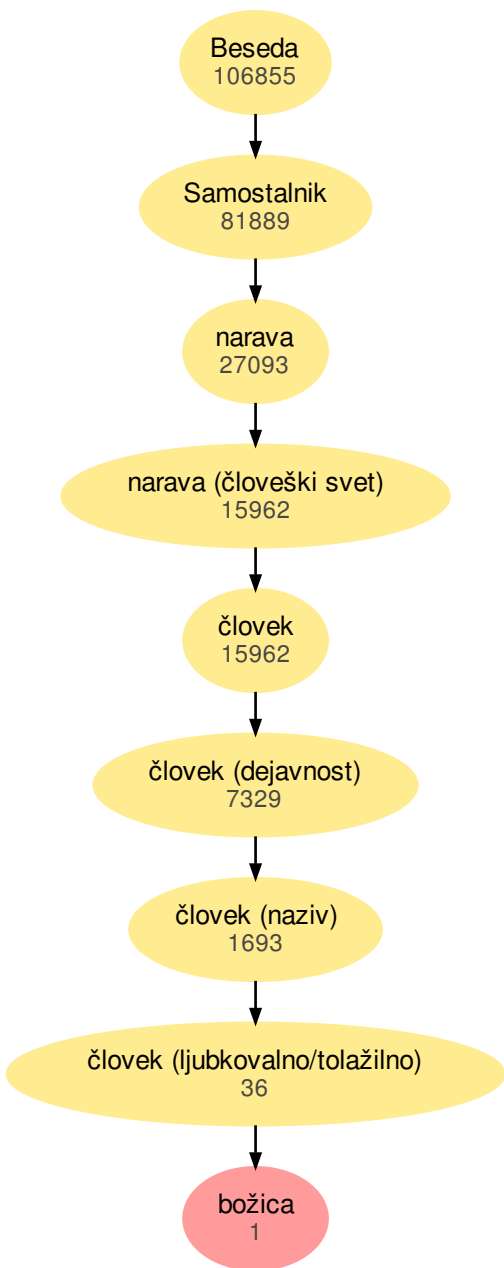 Beseda
106855
Samostalnik
81889
narava
27093
narava (človeški svet)
15962
človek
15962
človek (dejavnost)
7329
človek (naziv)
1693
človek (ljubkovalno/tolažilno)
36
božica
1